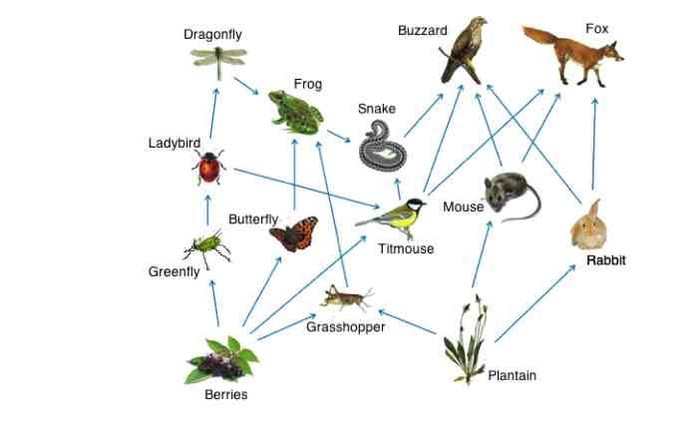 Dragonfly
Buzzard
Fox
Frog
Snake
Ladybird
Mouse
Butterfly
Titmouse
Rabbit
Greenfly
Grasshopper
Plantain
Berries